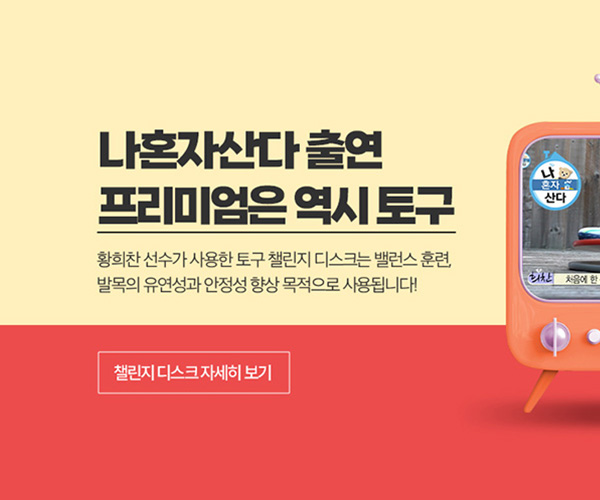 나혼자산다 출연
프리미엄은 역시 토구
황희찬 선수가 사용한 토구 챌린지 디스크는 밸런스 훈련,
발목의 유연성과 안정성 향상 목적으로 사용됩니다!
챌린지 디스크 자세히 보기
나
혼자
산다
희찬
처음에 한